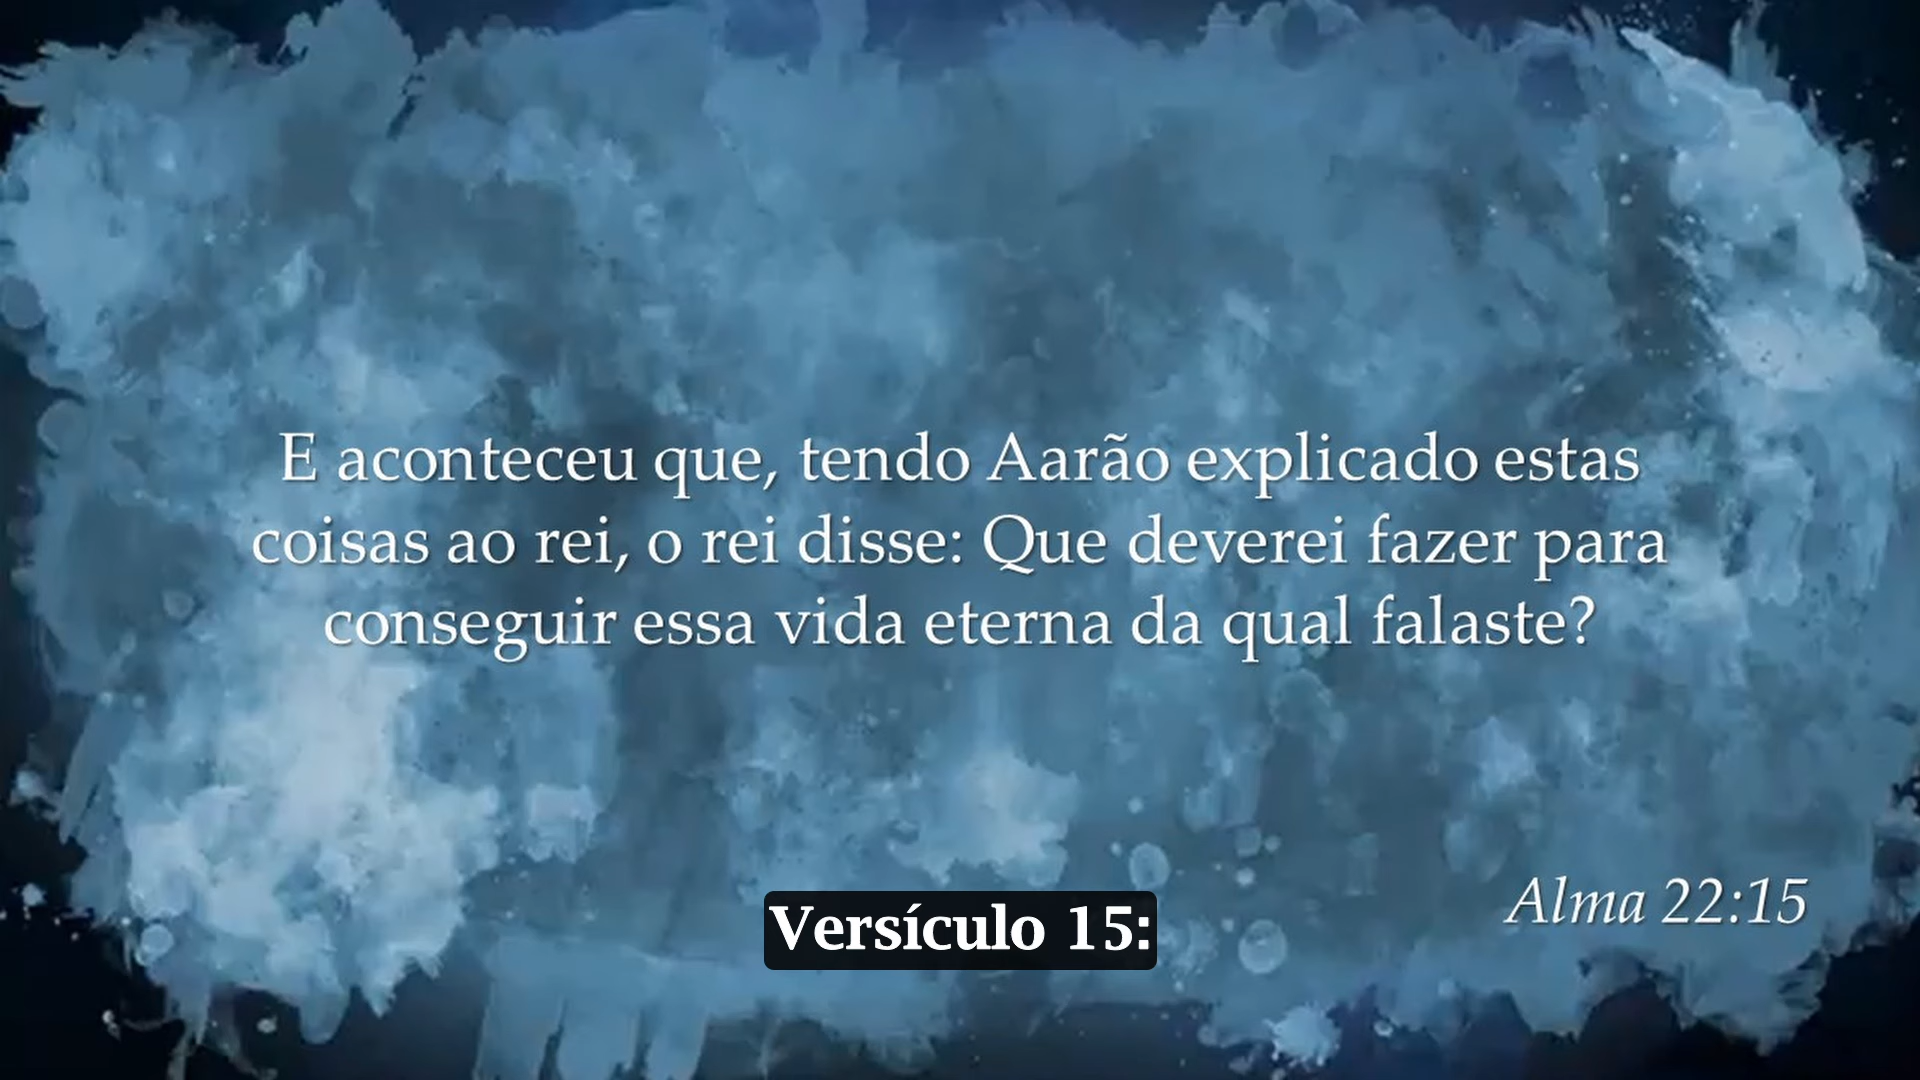 E aconteceu que, tendo Aarão explicado estas
coisas ao rei, o rei disse: Que deverei fazer para
conseguir essa vida eterna da qual falaste?
Alma 22:15
Versículo 15: